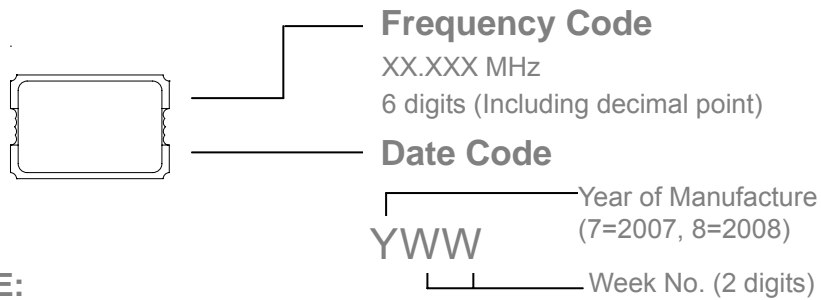 Frequency Code
XX.XXX MHz
6 digits (Including decimal point)
Date Code
Year of Manufacture
(7=2007, 8=2008)
YWW
Week No. (2 digits)
E: